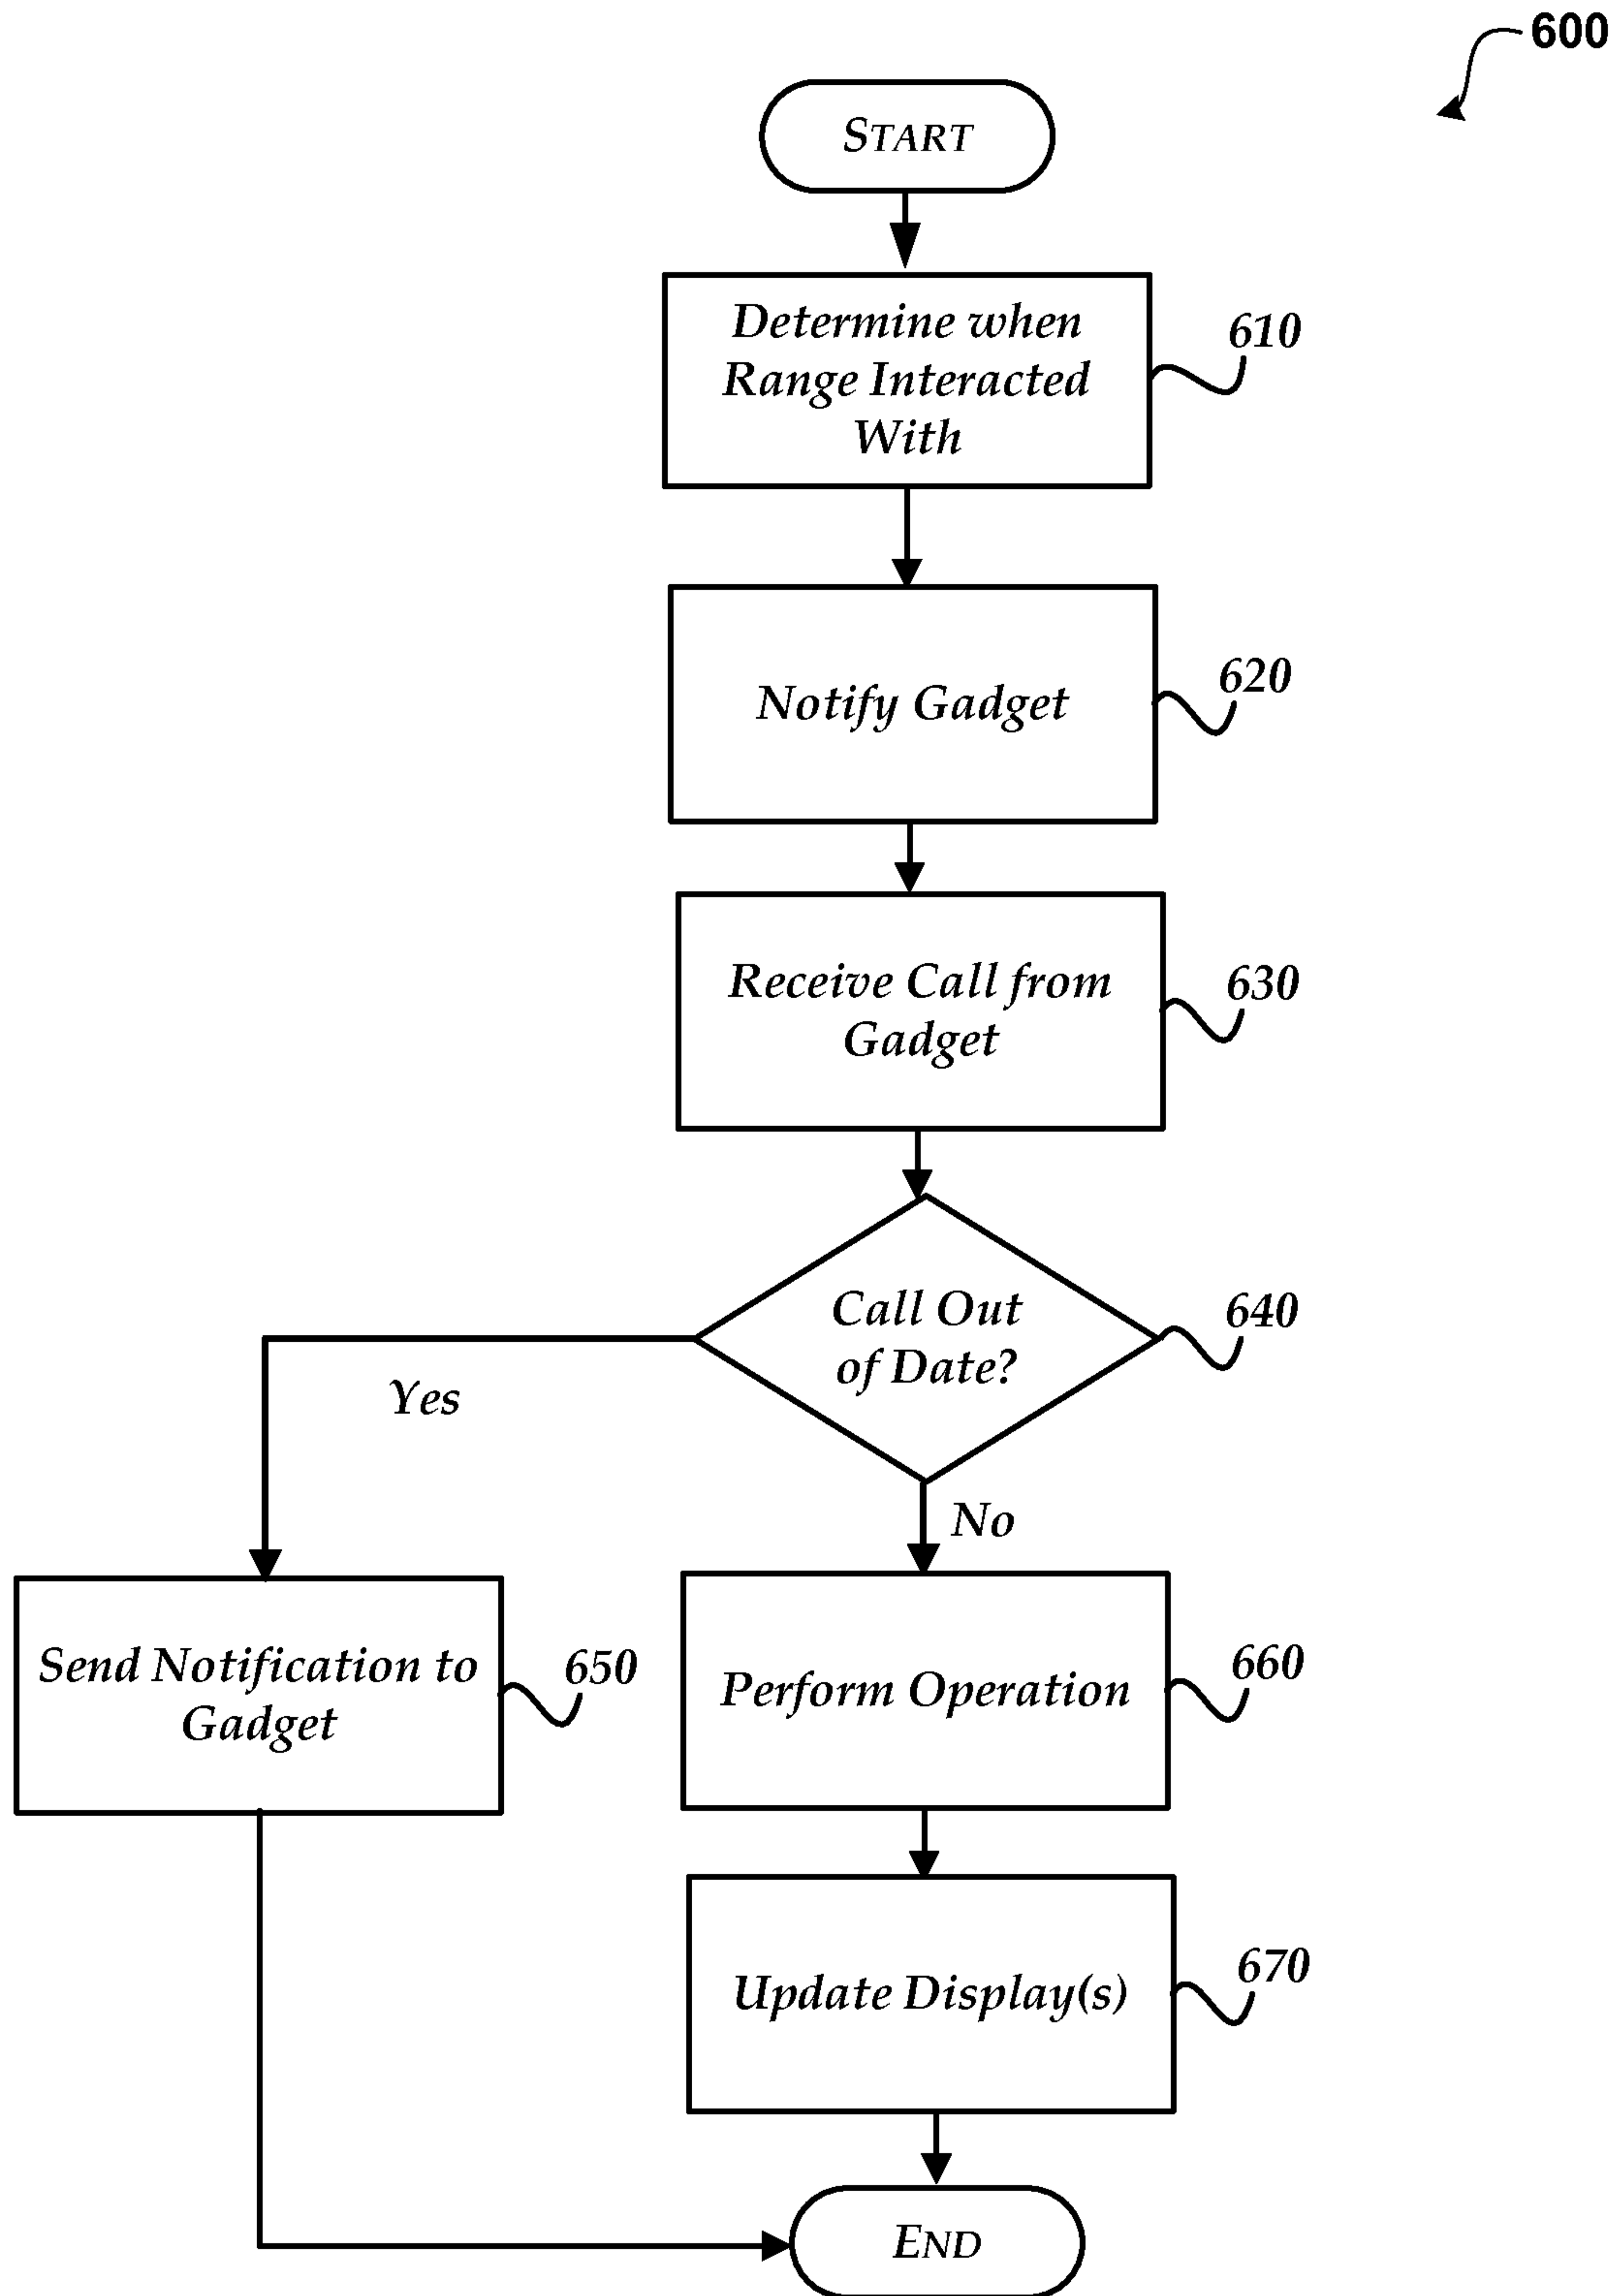 600
START
Determine when
Range Interacted
With
610
Notify Gadget
620
Receive Call from
Gadget
630
Call Out
of Date?
640
Yes
No
Send Notification to
Gadget
650
Perform Operation
660
Update Display(s)
670
END